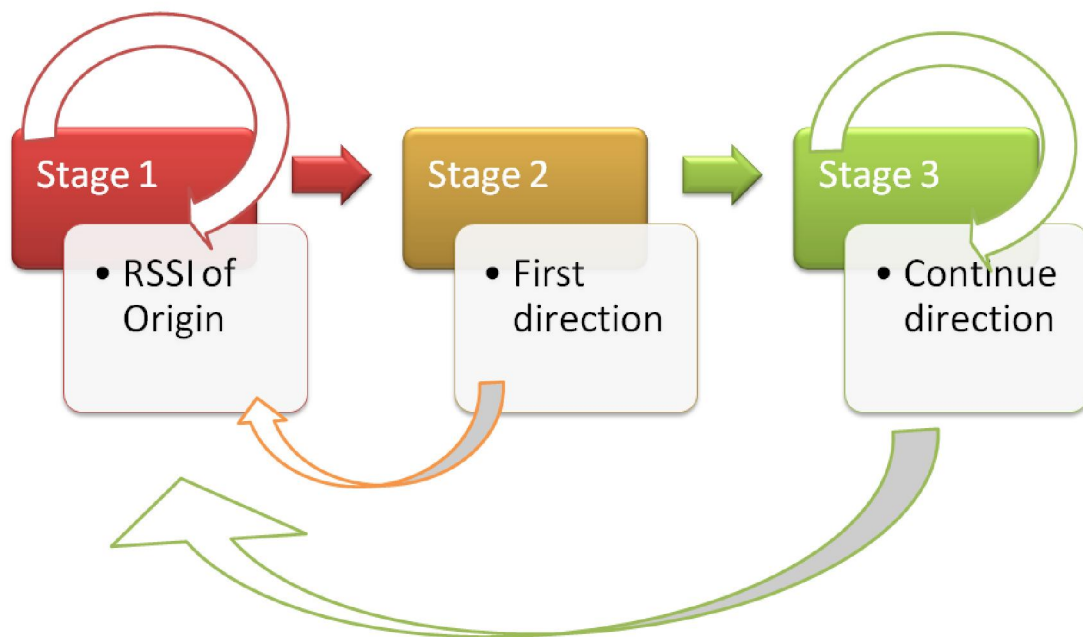 Stage 1
• RSSI of
Origin
Stage 2
• First
direction
Stage 3
• Continue
direction